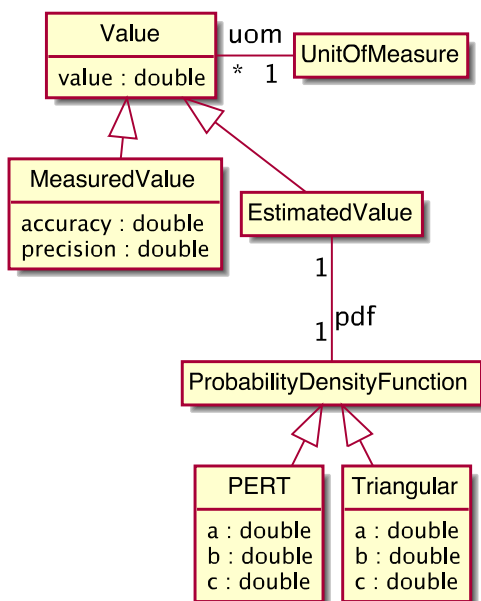 Value
value : double
uom
* 1
UnitOfMeasure
MeasuredValue
accuracy : double
precision : double
EstimatedValue
1
1
pdf
ProbabilityDensityFunction
PERT
a : double
b : double
c : double
Triangular
a : double
b : double
c : double